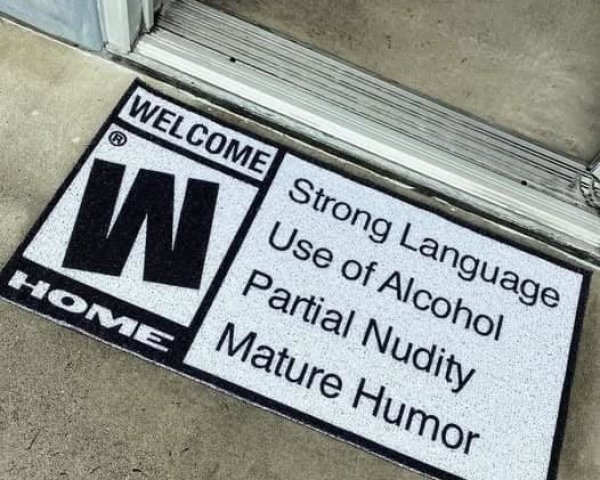 WELCOME
®
W
HOME
Strong Language
Use of Alcohol
Partial Nudity
Mature Humor